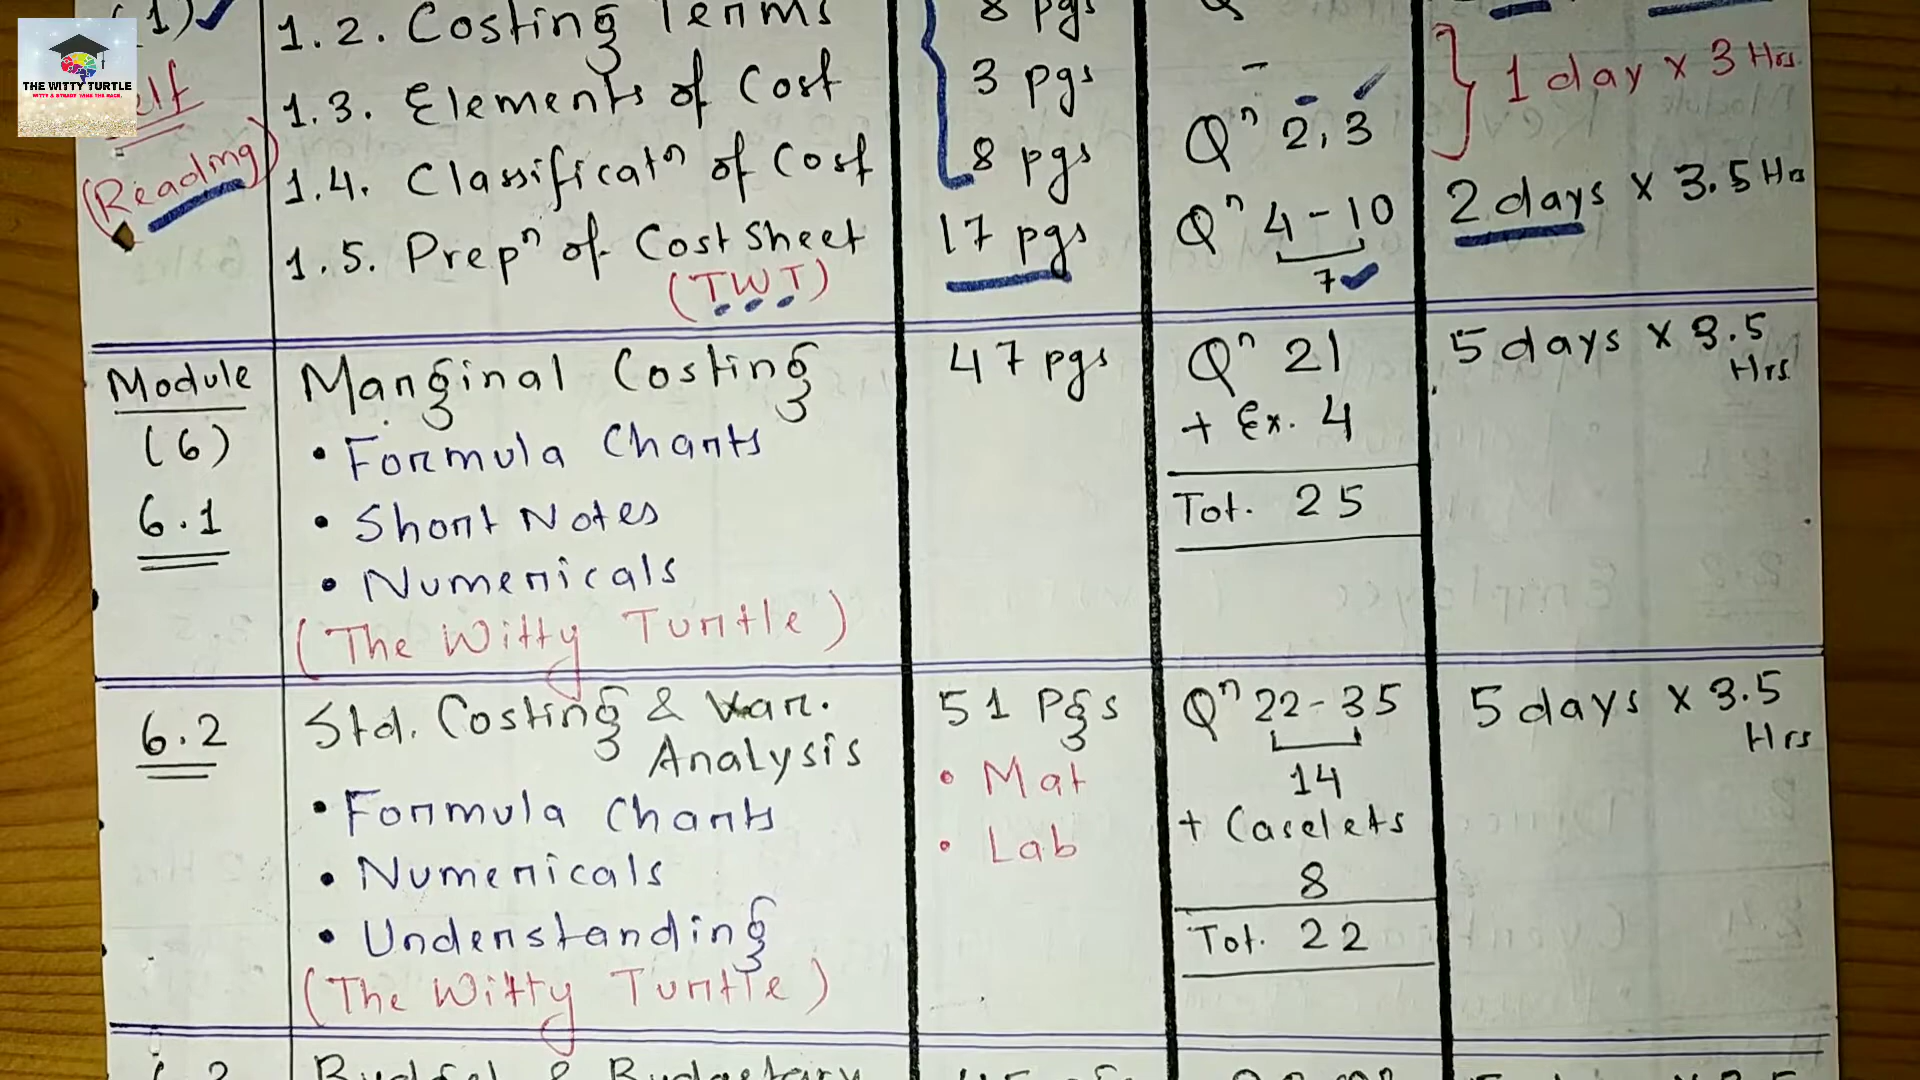 THE WITTY TURTLE
(1)
1.2. Costing Terms 8 pgs
1.3. Elements of Cost 3 pgs -
1.4. Classificatⁿ of Cost 8 pgs Qⁿ 2, 3
1 day x 3 Hrs.
(Reading)
1.5. Prepⁿ of Cost Sheet 17 pgs Qⁿ 4-10 2 days x 3.5 Hrs
(TWT) 7
Module Marginal Costing 47 pgs Qⁿ 21 5 days x 3.5 Hrs
(6) • Formula Charts + Ex. 4
6.1 • Short Notes Tot. 25
• Numericals
(The Witty Turtle)
6.2 Std. Costing & Var. 51 Pgs Qⁿ 22-35 5 days x 3.5 Hrs
Analysis • Mat 14
• Formula Charts • Lab + Caselets
• Numericals 8
• Understanding Tot. 22
(The Witty Turtle)